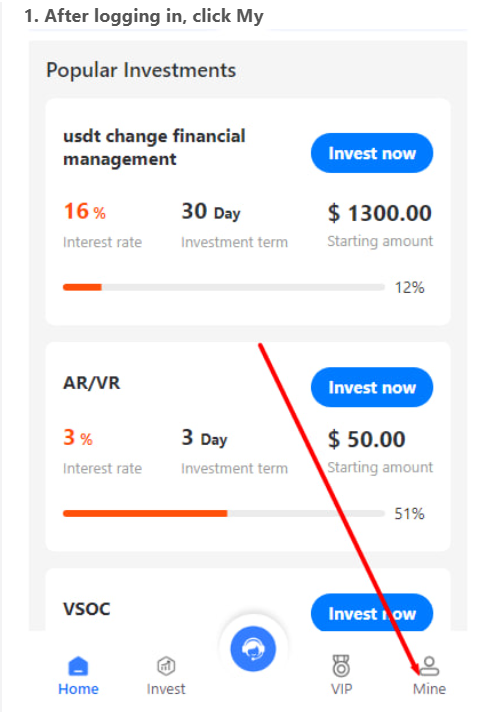 1. After logging in, click My
Popular Investments
usdt change financial
management
Invest now
16 %
30 Day
$ 1300.00
Interest rate
Investment term
Starting amount
12%
AR/VR
Invest now
3 %
3 Day
$ 50.00
Interest rate
Investment term
Starting amount
51%
VSOC
Invest now
Home
Invest
VIP
Mine